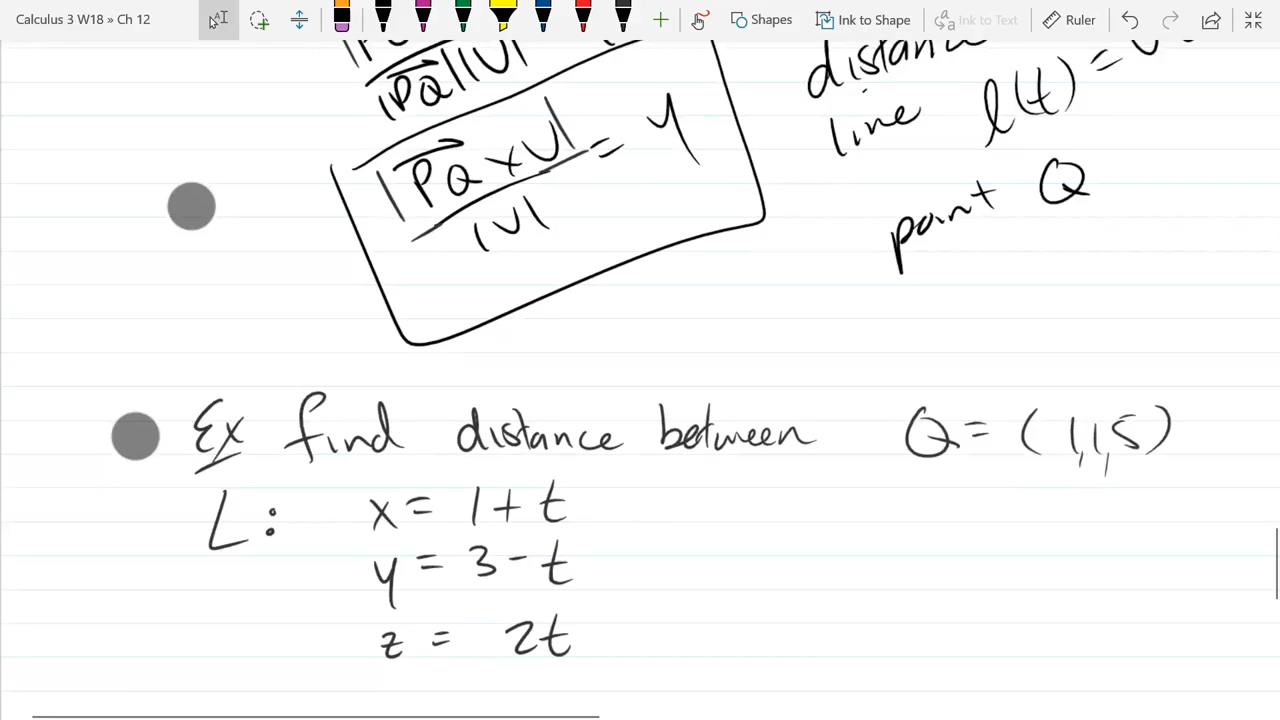 Calculus 3 W18 » Ch 12
Shapes
Ink to Shape
Ink to Text
Ruler
|PQ| |V|
|PQ × V| / |V| = y
distance
line l(t) =
point Q
Ex find distance between Q = (1,1,5)
L: x = 1 + t
y = 3 - t
z = 2t